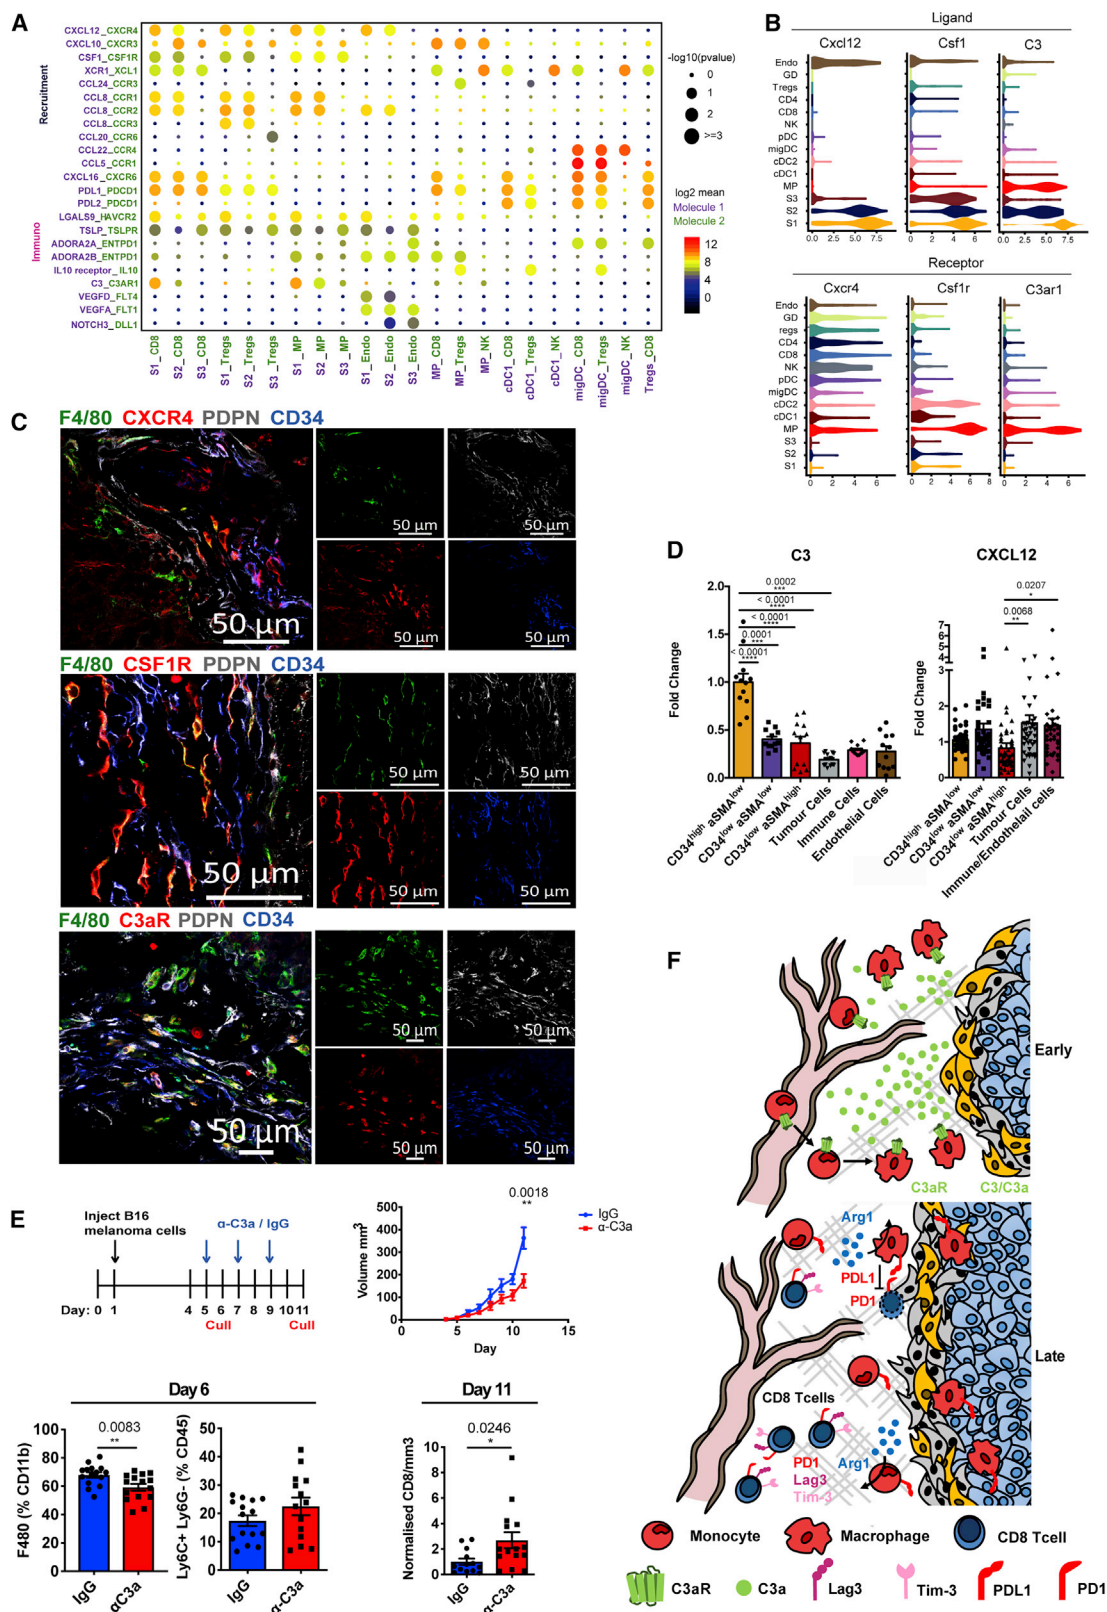 A
Recruitment
Immuno
CXCL12_CXCR4
CXCL10_CXCR3
CSF1_CSF1R
XCR1_XCL1
CCL24_CCR3
CCL8_CCR1
CCL8_CCR2
CCL8_CCR3
CCL20_CCR6
CCL22_CCR4
CCL5_CCR1
CXCL16_CXCR6
PDL1_PDCD1
PDL2_PDCD1
LGALS9_HAVCR2
TSLP_TSLPR
ADORA2A_ENTPD1
ADORA2B_ENTPD1
IL10 receptor_IL10
C3_C3AR1
VEGFD_FLT4
VEGFA_FLT1
NOTCH3_DLL1
S1_CD8
S2_CD8
S3_CD8
S1_Tregs
S2_Tregs
S3_Tregs
S1_MP
S2_MP
S3_MP
S1_Endo
S2_Endo
S3_Endo
MP_CD8
MP_Tregs
MP_NK
cDC1_CD8
cDC1_Tregs
cDC1_NK
migDC_CD8
migDC_Tregs
migDC_NK
Tregs_CD8
-log10(pvalue)
0
1
2
>=3
log2 mean
Molecule 1
Molecule 2
12
10
8
6
4
2
0
B
Ligand
Cxcl12 Csf1 C3
Endo
GD
Tregs
CD4
CD8
NK
pDC
migDC
cDC2
cDC1
MP
S3
S2
S1
0.0 2.5 5.0 7.5
0.0 2.5 5.0 7.5
0.0 2.5 5.0 7.5
Receptor
Cxcr4 Csf1r C3ar1
Endo
GD
regs
CD4
CD8
NK
pDC
migDC
cDC2
cDC1
MP
S3
S2
S1
0 2 4 6
0 2 4 6 8
0 2 4 6 8
C
F4/80 CXCR4 PDPN CD34
50 µm
50 µm
50 µm
50 µm
50 µm
F4/80 CSF1R PDPN CD34
50 µm
50 µm
50 µm
50 µm
50 µm
F4/80 C3aR PDPN CD34
50 µm
50 µm
50 µm
50 µm
50 µm
D
C3
0.0002
***
< 0.0001
****
< 0.0001
****
0.0001
***
< 0.0001
****
Fold Change
2.0
1.5
1.0
0.5
0.0
CD34high aSMAlow
CD34low aSMAlow
CD34low aSMAhigh
Tumour Cells
Immune Cells
Endothelial Cells
CXCL12
0.0207
*
0.0068
**
Fold Change
7
6
5
4
3
2
1
0
CD34high aSMAlow
CD34low aSMAlow
CD34low aSMAhigh
Tumour Cells
Immune/Endothelail cells
E
Inject B16
melanoma cells
α-C3a / IgG
Day: 0 1 4 5 6 7 8 9 10 11
Cull Cull
0.0018
**
IgG
α-C3a
Volume mm3
500
400
300
200
100
0
0 5 10 15
Day
Day 6
0.0083
**
F480 (% CD11b)
100
80
60
40
20
0
IgG
αC3a
Ly6C+ Ly6G- (% CD45)
50
40
30
20
10
0
IgG
α-C3a
Day 11
0.0246
*
Normalised CD8/mm3
10
8
6
4
2
0
IgG
α-C3a
F
Early
C3aR C3/C3a
Arg1
PDL1
PD1
Late
CD8 Tcells
PD1
Lag3
Tim-3
Arg1
Monocyte Macrophage CD8 Tcell
C3aR C3a Lag3 Tim-3 PDL1 PD1